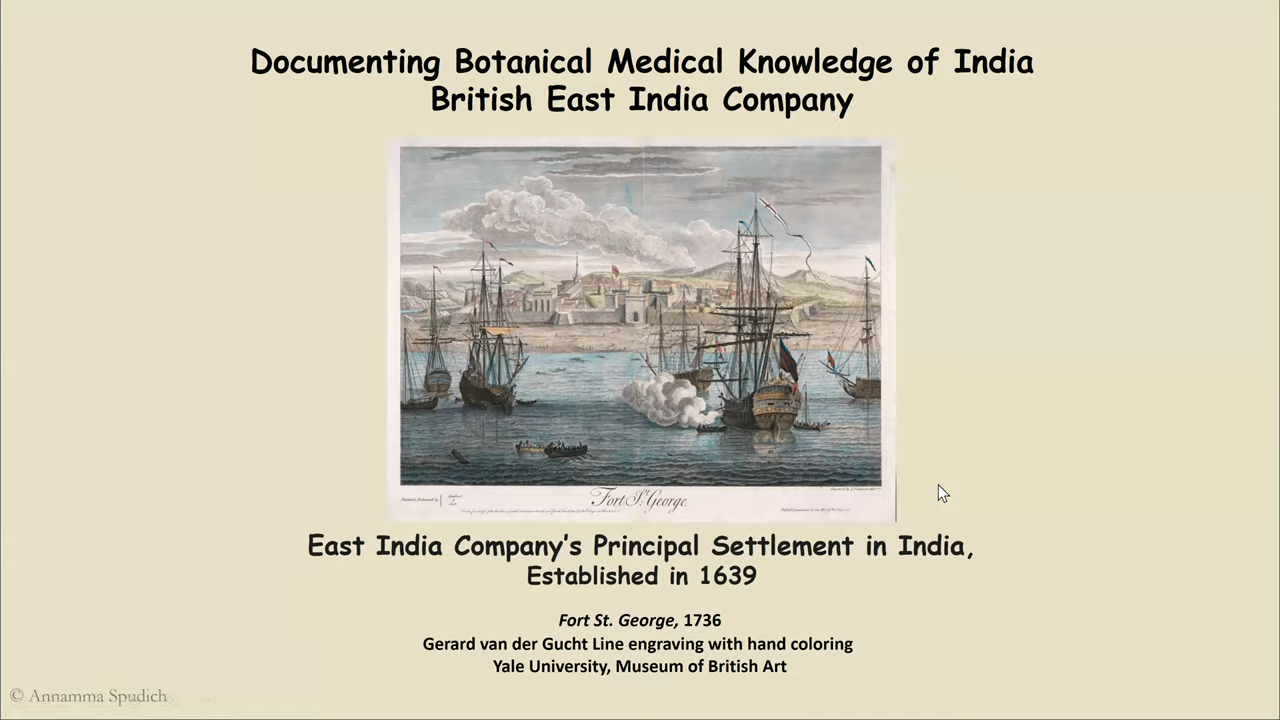 Documenting Botanical Medical Knowledge of India
British East India Company
Fort St. George.
East India Company's Principal Settlement in India,
Established in 1639
Fort St. George, 1736
Gerard van der Gucht Line engraving with hand coloring
Yale University, Museum of British Art
© Annamma Spudich